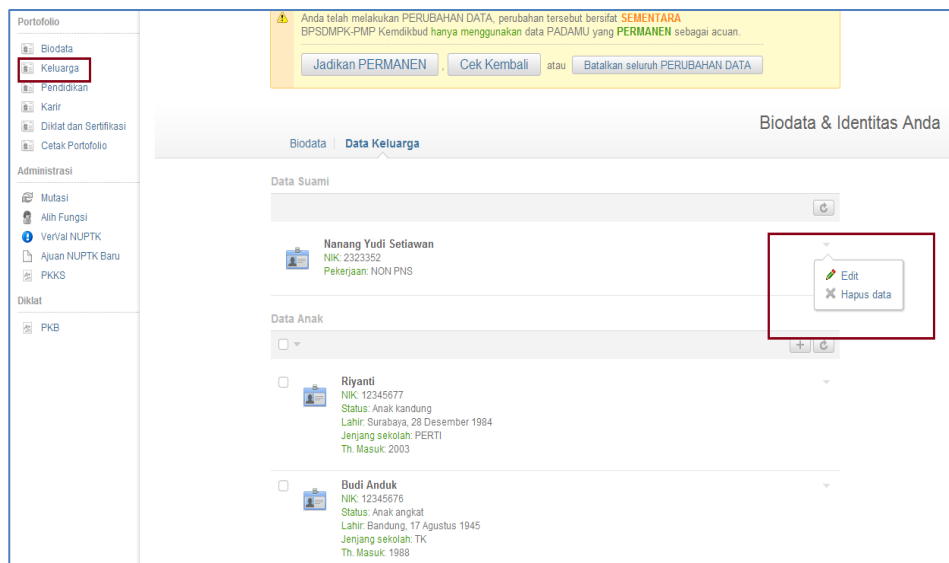 Portofolio
Biodata
Keluarga
Pendidikan
Karir
Diklat dan Sertifikasi
Cetak Portofolio
Administrasi
Mutasi
Alih Fungsi
VerVal NUPTK
Ajuan NUPTK Baru
PKKS
Diklat
PKB
Anda telah melakukan PERUBAHAN DATA, perubahan tersebut bersifat SEMENTARA
BPSDMPK-PMP Kemdikbud hanya menggunakan data PADAMU yang PERMANEN sebagai acuan.
Jadikan PERMANEN , Cek Kembali atau Batalkan seluruh PERUBAHAN DATA
Biodata & Identitas Anda
Biodata Data Keluarga
Data Suami
Nanang Yudi Setiawan
NIK: 2323352
Pekerjaan: NON PNS
Edit
Hapus data
Data Anak
Riyanti
NIK: 12345677
Status: Anak kandung
Lahir: Surabaya, 28 Desember 1984
Jenjang sekolah: PERTI
Th. Masuk: 2003
Budi Anduk
NIK: 12345676
Status: Anak angkat
Lahir: Bandung, 17 Agustus 1945
Jenjang sekolah: TK
Th. Masuk: 1988